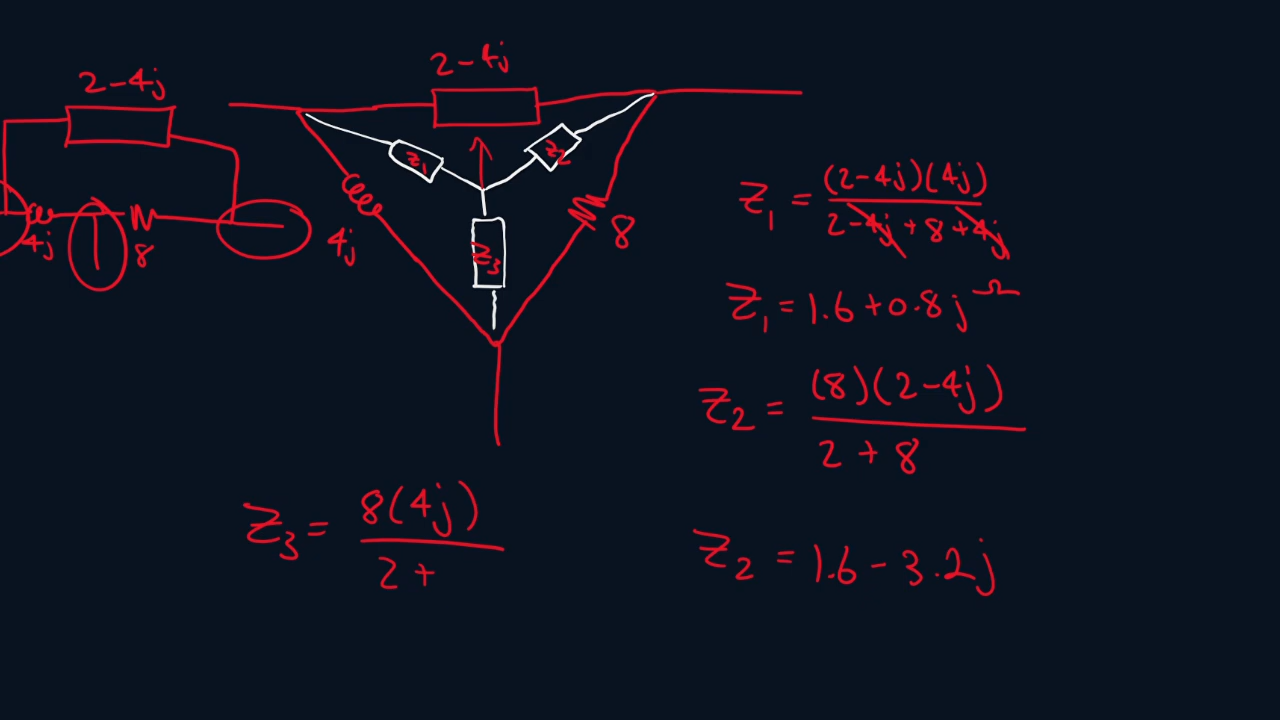 2-4j
4j
8
2-4j
Z1
Z2
Z3
4j
8
Z1 = (2-4j)(4j) / 2-4j+8+4j
Z1 = 1.6+0.8j Ω
Z2 = (8)(2-4j) / 2+8
Z2 = 1.6-3.2j
Z3 = 8(4j) / 2+